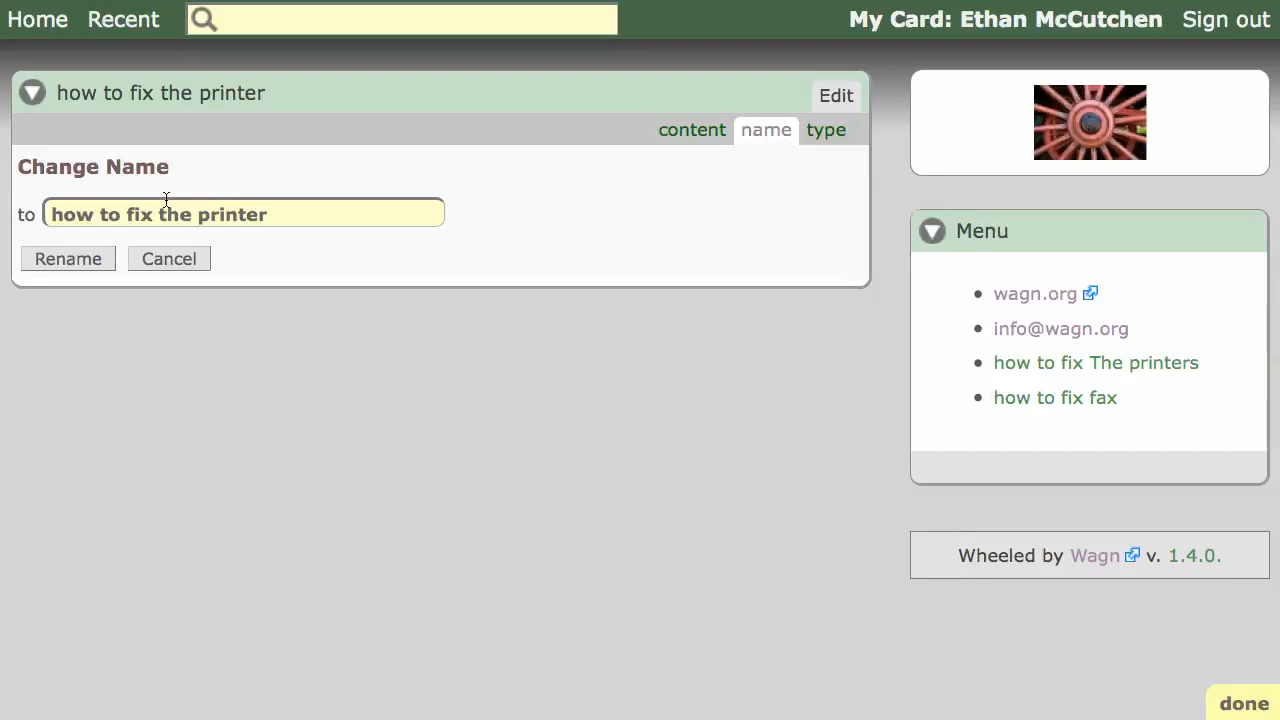 Home Recent My Card: Ethan McCutchen Sign out
how to fix the printer
Edit
content name type
Change Name
to how to fix the printer
Rename Cancel
Menu
wagn.org
info@wagn.org
how to fix The printers
how to fix fax
Wheeled by Wagn v. 1.4.0.
done